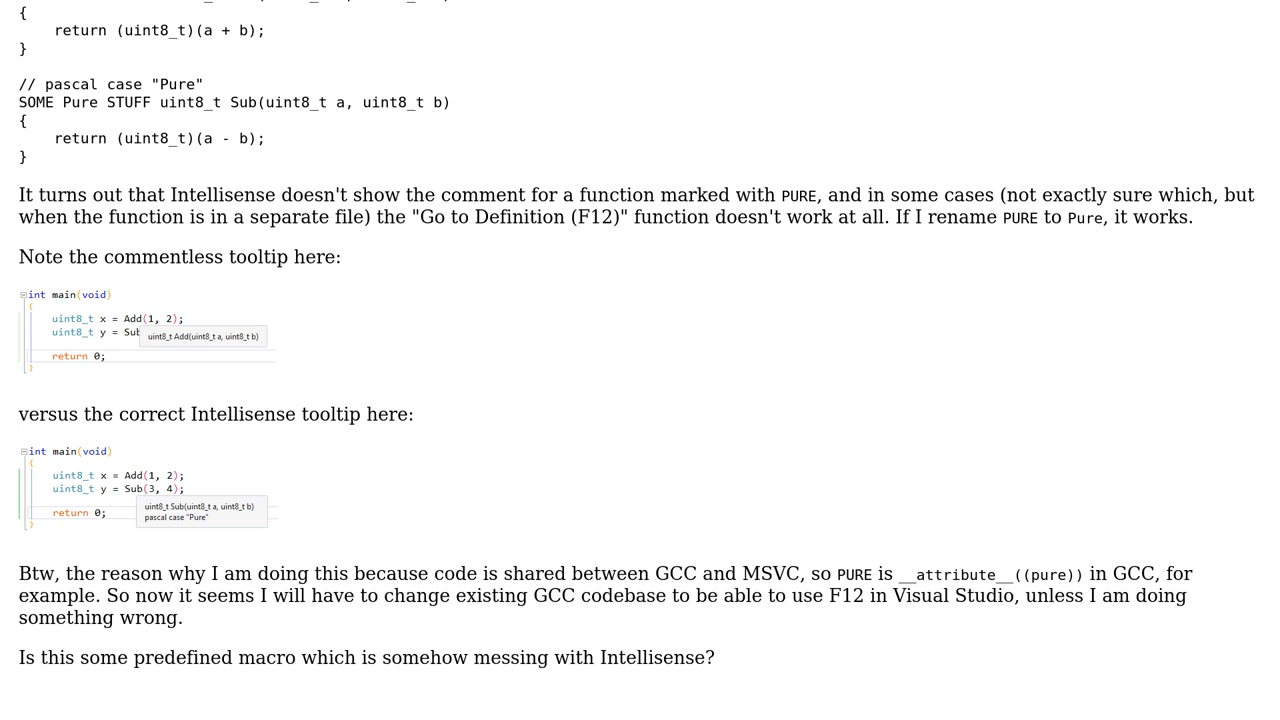 {
    return (uint8_t)(a + b);
}
// pascal case "Pure"
SOME Pure STUFF uint8_t Sub(uint8_t a, uint8_t b)
{
    return (uint8_t)(a - b);
}
It turns out that Intellisense doesn't show the comment for a function marked with PURE, and in some cases (not exactly sure which, but
when the function is in a separate file) the "Go to Definition (F12)" function doesn't work at all. If I rename PURE to Pure, it works.
Note the commentless tooltip here:
int main(void)
{
    uint8_t x = Add(1, 2);
    uint8_t y = Sub
uint8_t Add(uint8_t a, uint8_t b)
    return 0;
}
versus the correct Intellisense tooltip here:
int main(void)
{
    uint8_t x = Add(1, 2);
    uint8_t y = Sub(3, 4);
uint8_t Sub(uint8_t a, uint8_t b)
    return 0;
pascal case "Pure"
}
Btw, the reason why I am doing this because code is shared between GCC and MSVC, so PURE is __attribute__((pure)) in GCC, for
example. So now it seems I will have to change existing GCC codebase to be able to use F12 in Visual Studio, unless I am doing
something wrong.
Is this some predefined macro which is somehow messing with Intellisense?